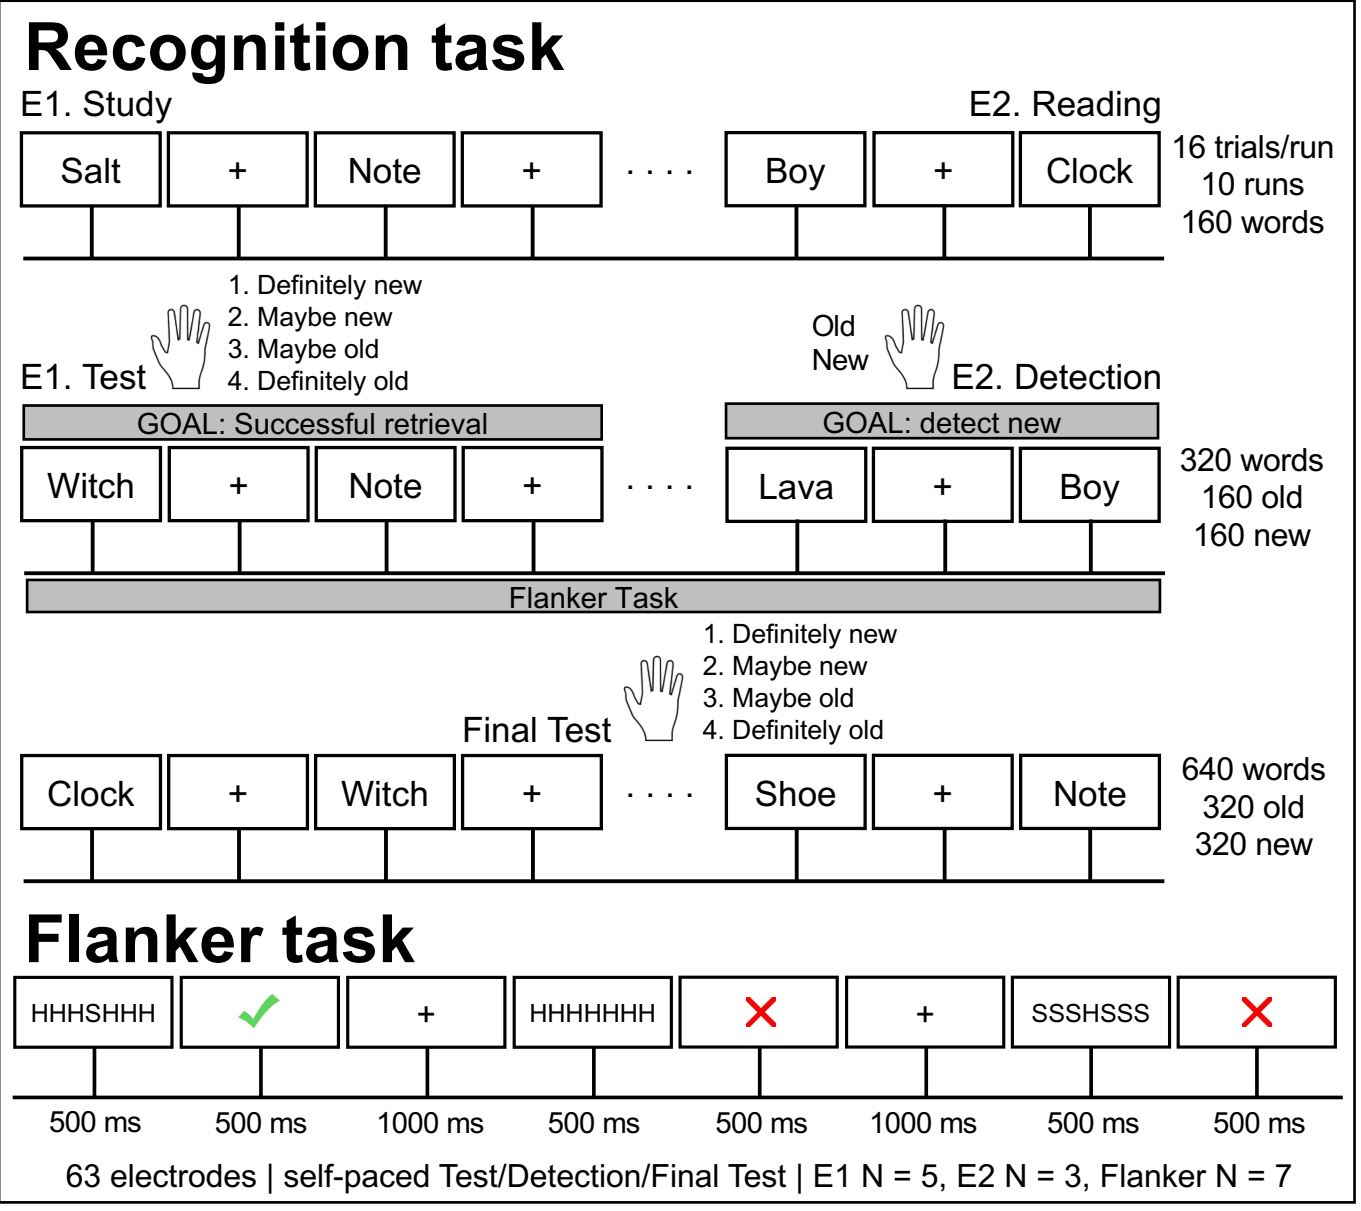 Recognition task
E1. Study
E2. Reading
Salt + Note + . . . . Boy + Clock
16 trials/run
10 runs
160 words
1. Definitely new
2. Maybe new
3. Maybe old
4. Definitely old
E1. Test
Old
New
E2. Detection
GOAL: Successful retrieval
GOAL: detect new
Witch + Note + . . . . Lava + Boy
320 words
160 old
160 new
Flanker Task
1. Definitely new
2. Maybe new
3. Maybe old
4. Definitely old
Final Test
Clock + Witch + . . . . Shoe + Note
640 words
320 old
320 new
Flanker task
HHHSHHH + HHHHHHH + SSSHSSS
500 ms 500 ms 1000 ms 500 ms 500 ms 1000 ms 500 ms 500 ms
63 electrodes | self-paced Test/Detection/Final Test | E1 N = 5, E2 N = 3, Flanker N = 7